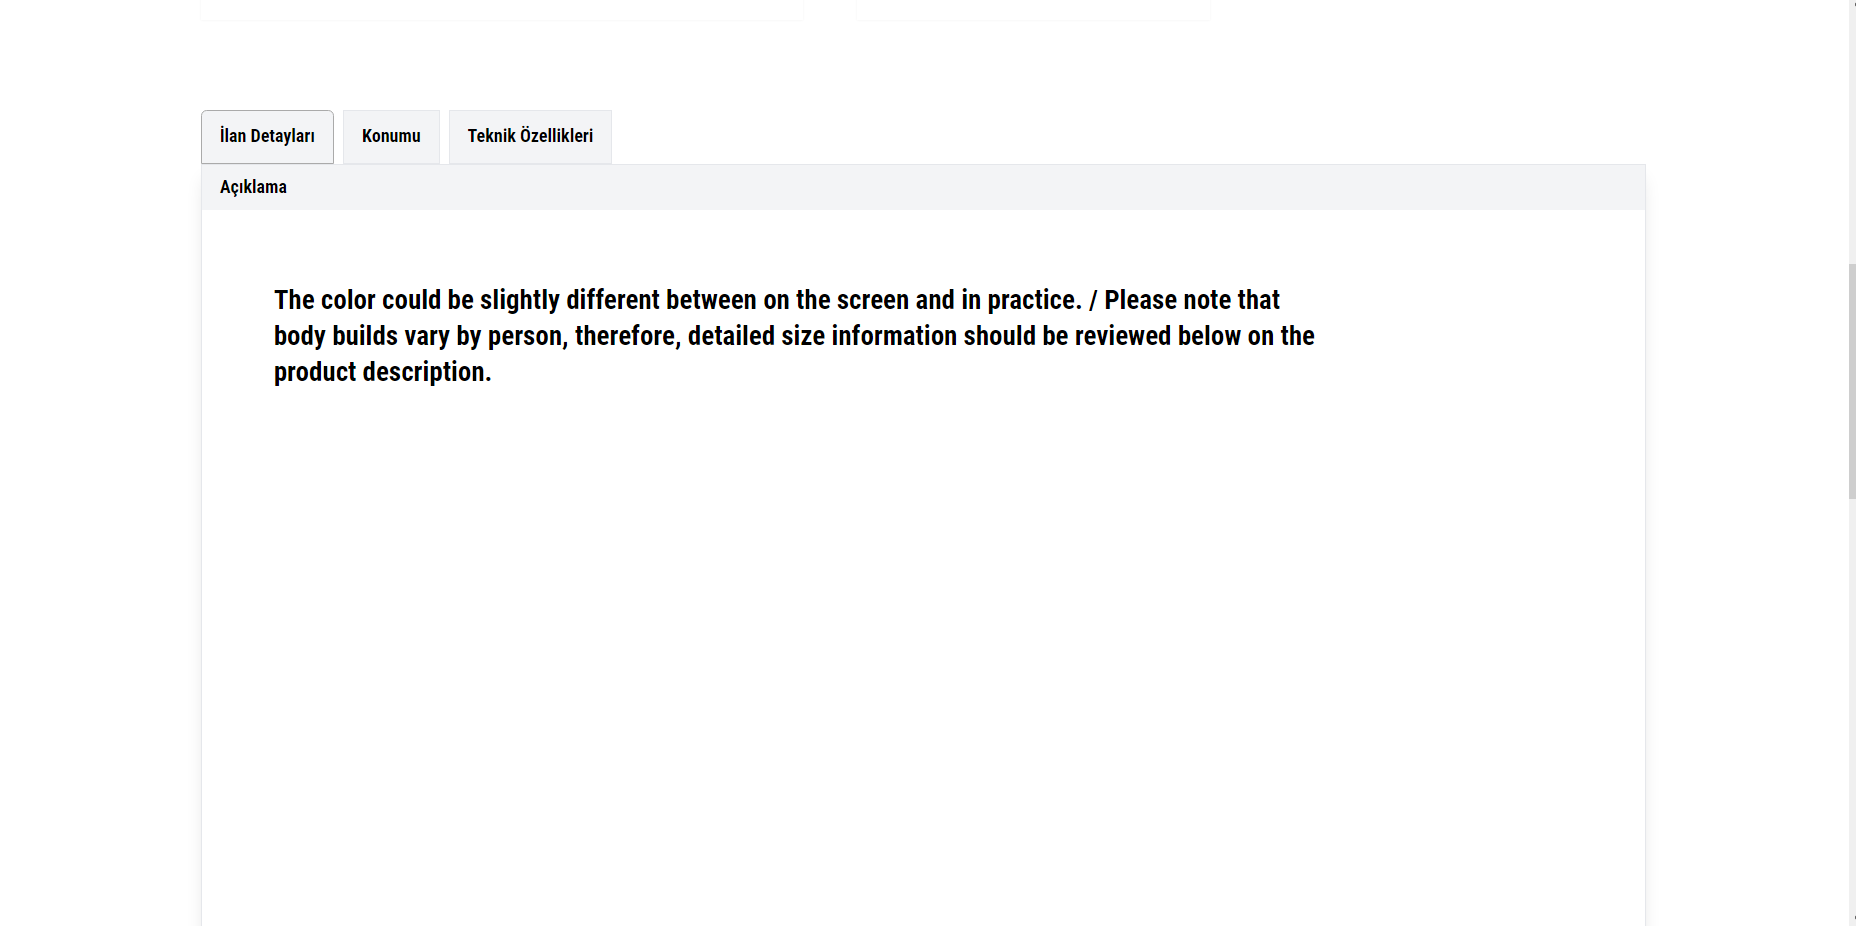 İlan Detayları Konumu Teknik Özellikleri
Açıklama
The color could be slightly different between on the screen and in practice. / Please note that
body builds vary by person, therefore, detailed size information should be reviewed below on the
product description.